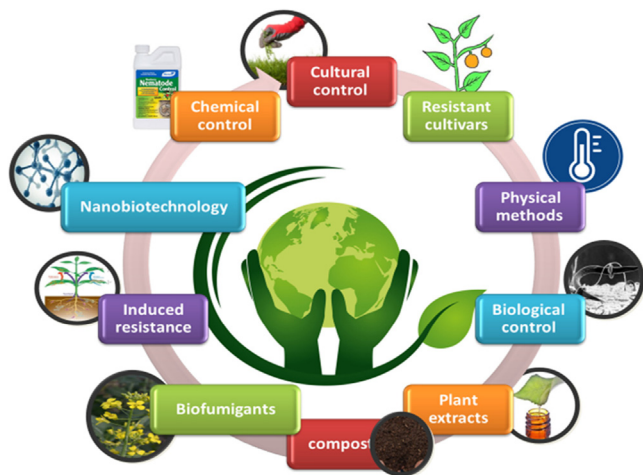 Cultural
control
Resistant
cultivars
Physical
methods
Biological
control
Plant
extracts
compost
Biofumigants
Induced
resistance
Nanobiotechnology
Chemical
control
Nematode
Control